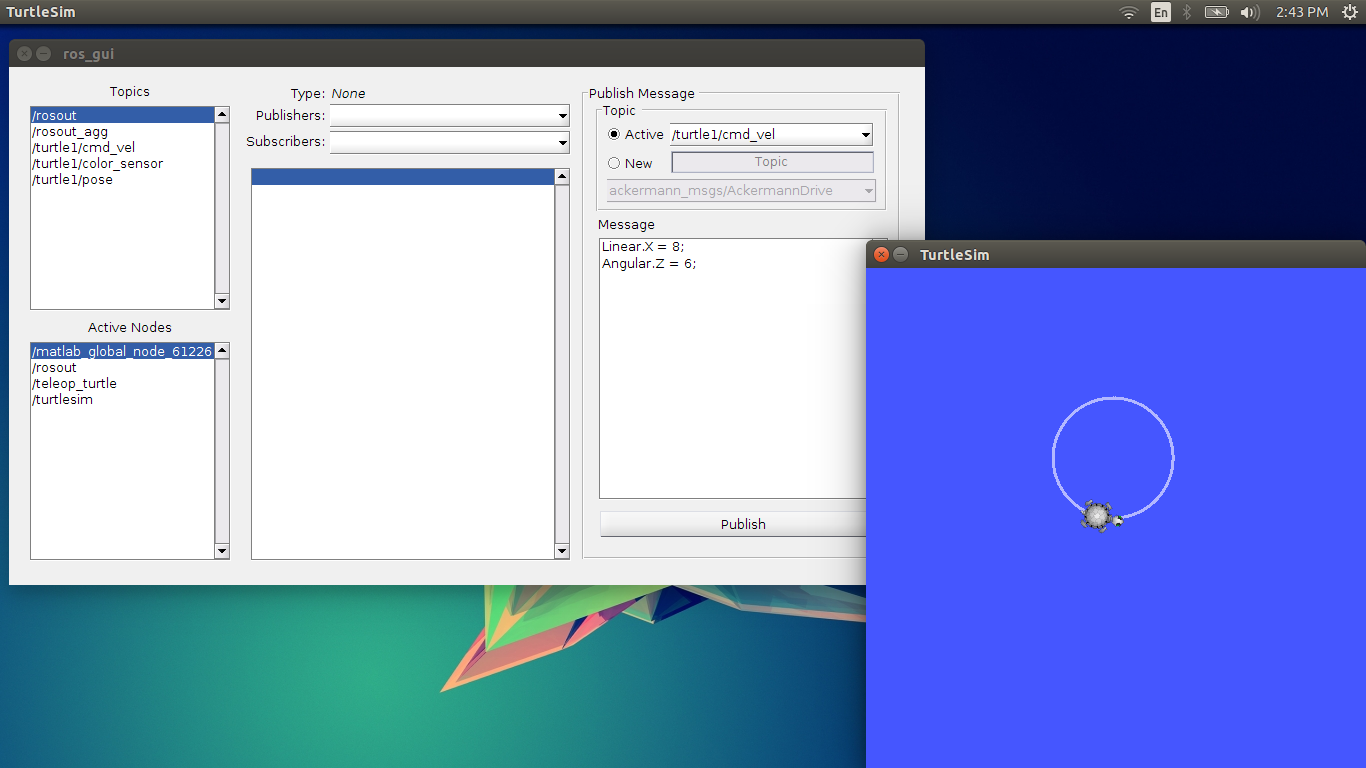 TurtleSim
En
2:43 PM
ros_gui
Topics
/rosout
/rosout_agg
/turtle1/cmd_vel
/turtle1/color_sensor
/turtle1/pose
Active Nodes
/matlab_global_node_61226
/rosout
/teleop_turtle
/turtlesim
Type: None
Publishers:
Subscribers:
Publish Message
Topic
Active /turtle1/cmd_vel
New Topic
ackermann_msgs/AckermannDrive
Message
Linear.X = 8;
Angular.Z = 6;
Publish
TurtleSim